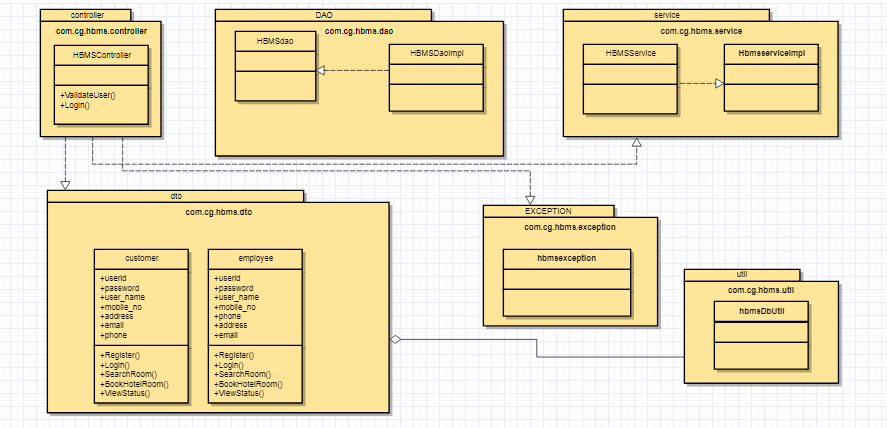 controller
com.cg.hbms.controller
HBMSController
+ValidateUser()
+Login()
DAO
com.cg.hbms.dao
HBMSdao
HBMSDaoImpl
service
com.cg.hbms.service
HBMSService
HbmsserviceImpl
dto
com.cg.hbms.dto
customer
+userid
+password
+user_name
+mobile_no
+address
+email
+phone
+Register()
+Login()
+SearchRoom()
+BookHotelRoom()
+ViewStatus()
employee
+userid
+password
+user_name
+mobile_no
+phone
+address
+email
+Register()
+Login()
+SearchRoom()
+BookHotelRoom()
+ViewStatus()
EXCEPTION
com.cg.hbms.exception
hbmsexception
util
com.cg.hbms.util
hbmsDbUtil